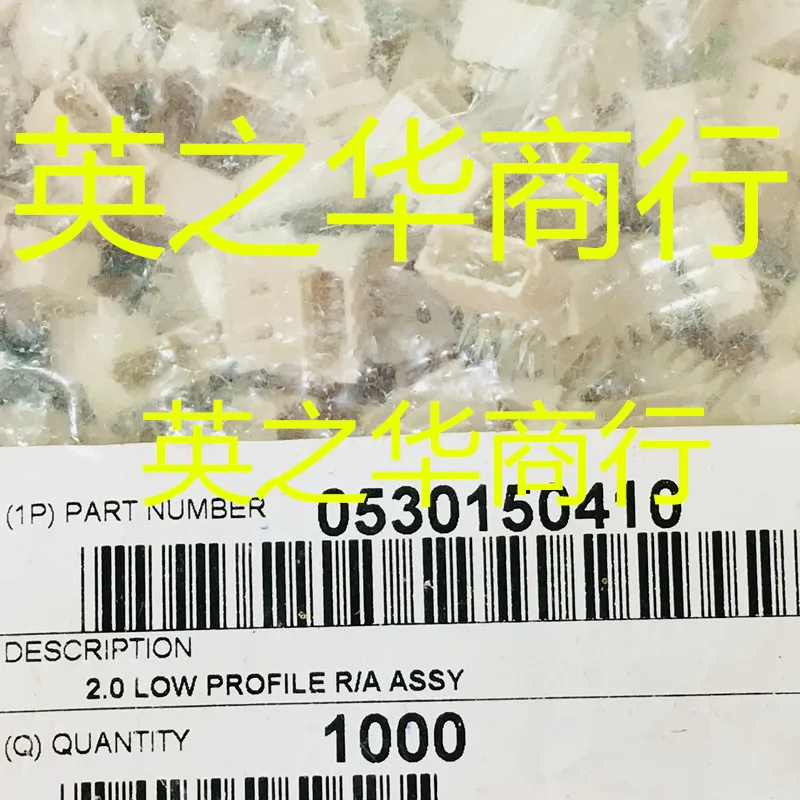 英之华商行
英之华商行
(1P) PART NUMBER 0530150410
DESCRIPTION
2.0 LOW PROFILE R/A ASSY
(Q) QUANTITY 1000